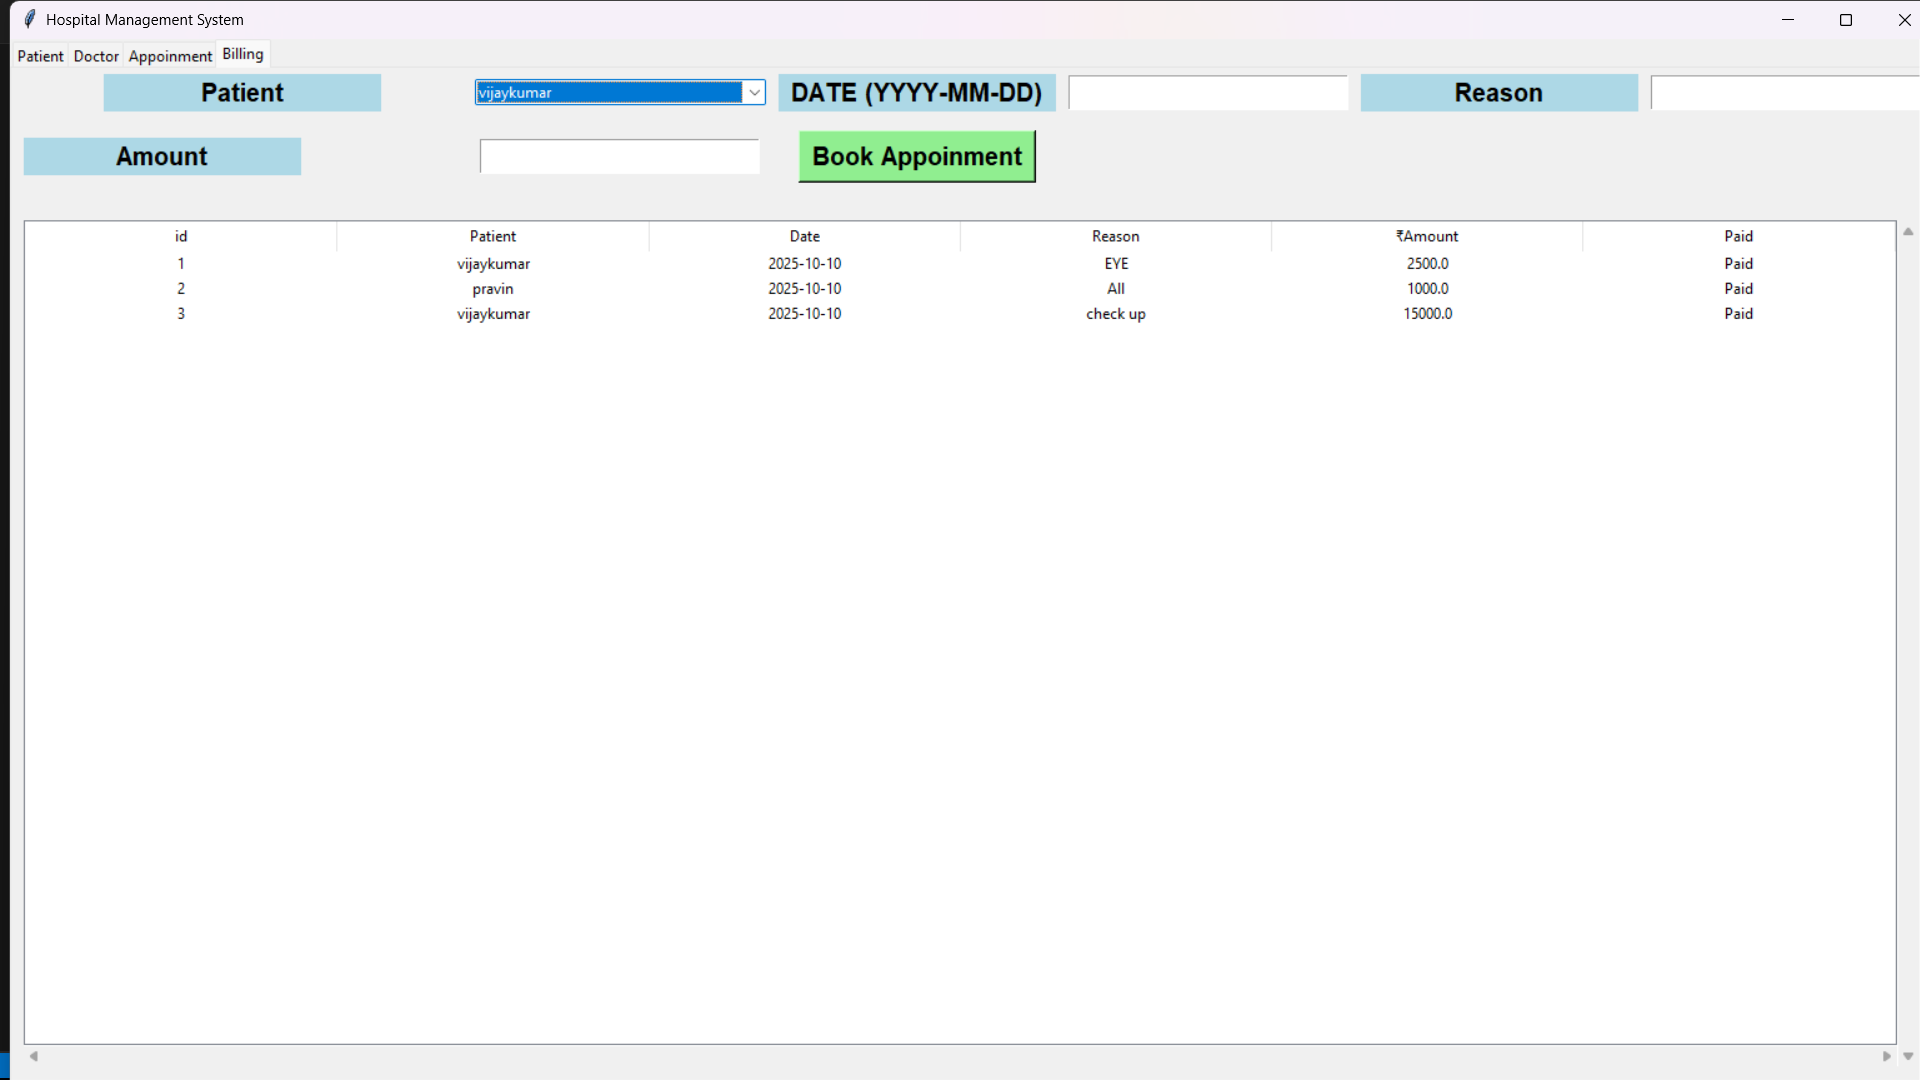 Hospital Management System
Patient Doctor Appoinment Billing
Patient vijaykumar DATE (YYYY-MM-DD) Reason
Amount Book Appoinment
id Patient Date Reason ₹Amount Paid
1 vijaykumar 2025-10-10 EYE 2500.0 Paid
2 pravin 2025-10-10 All 1000.0 Paid
3 vijaykumar 2025-10-10 check up 15000.0 Paid